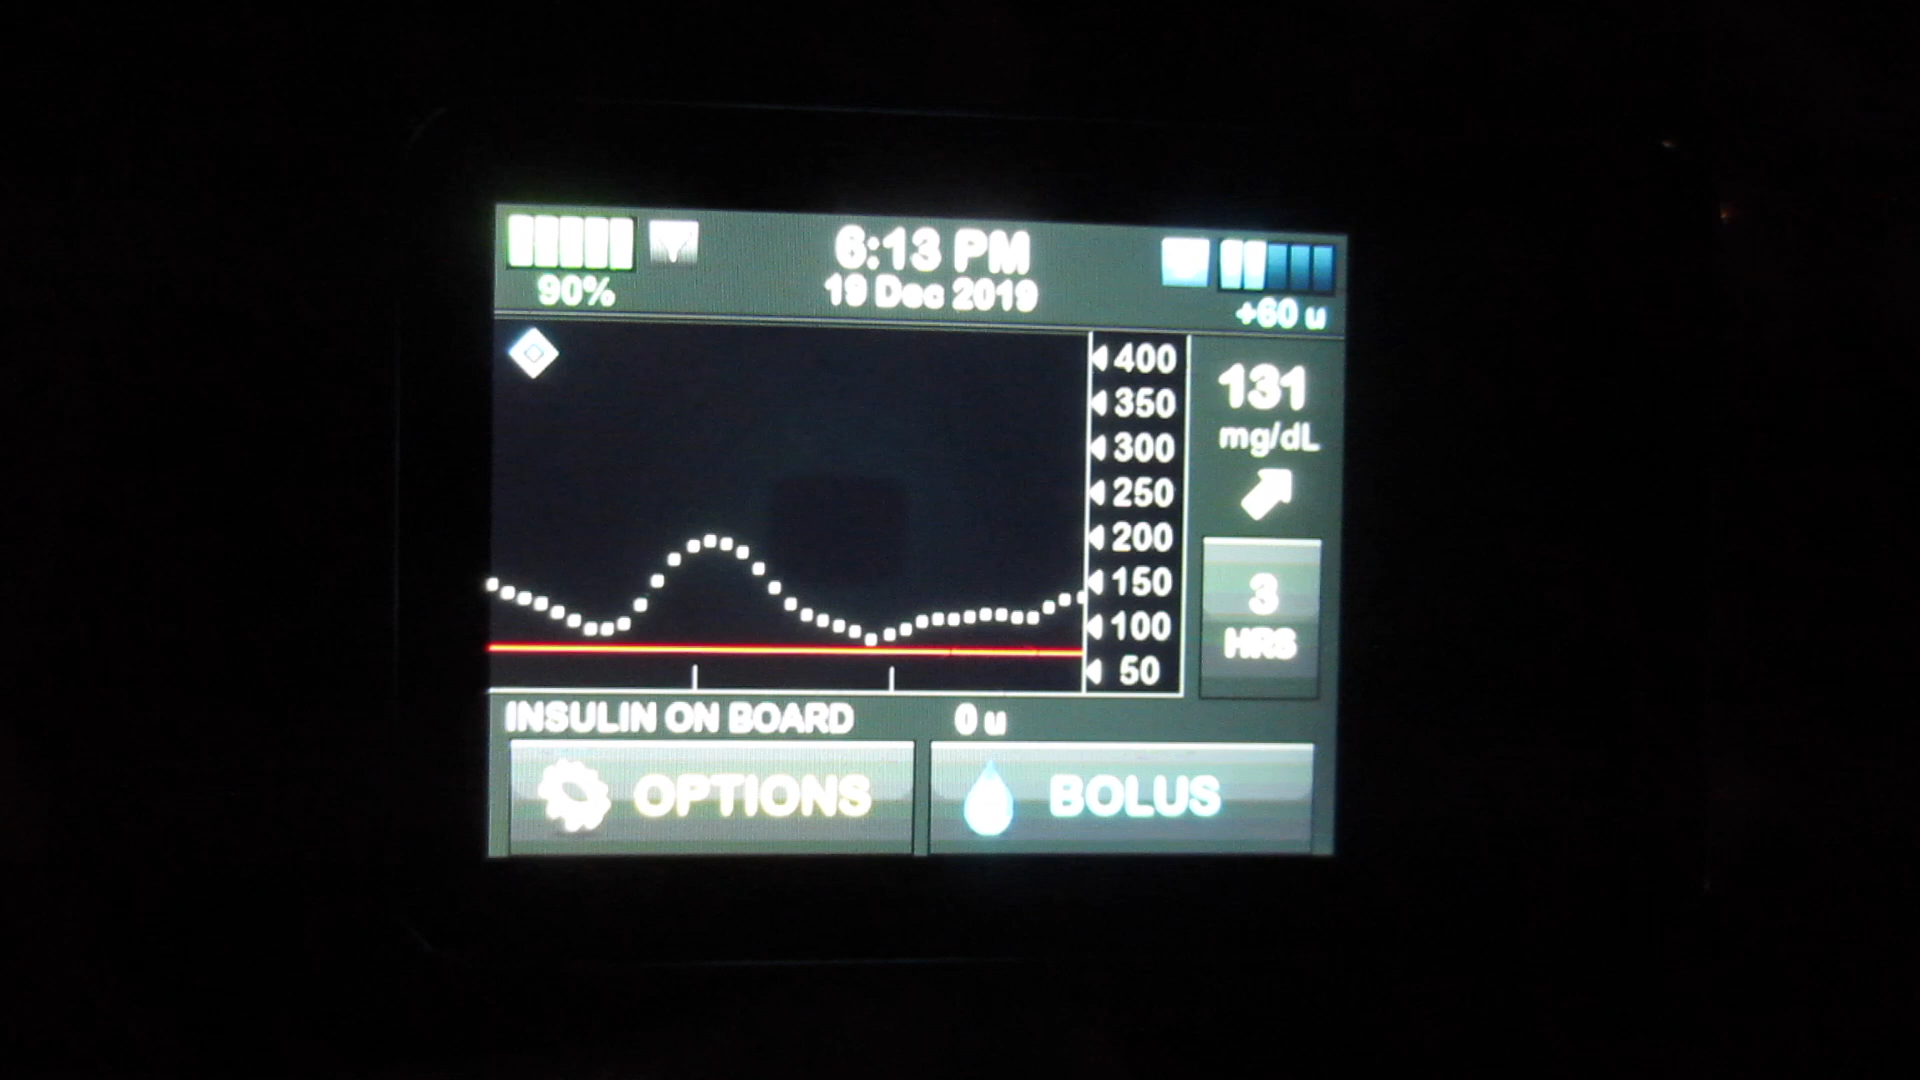 6:13 PM
90%
19 Dec 2019
+60 u
400
131
350
mg/dL
300
250
200
150
3
100
HRS
50
INSULIN ON BOARD 0 u
OPTIONS
BOLUS